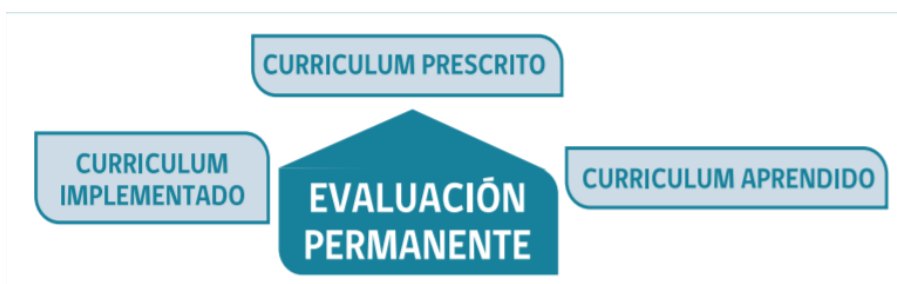 CURRICULUM PRESCRITO
CURRICULUM
IMPLEMENTADO
EVALUACIÓN
PERMANENTE
CURRICULUM APRENDIDO